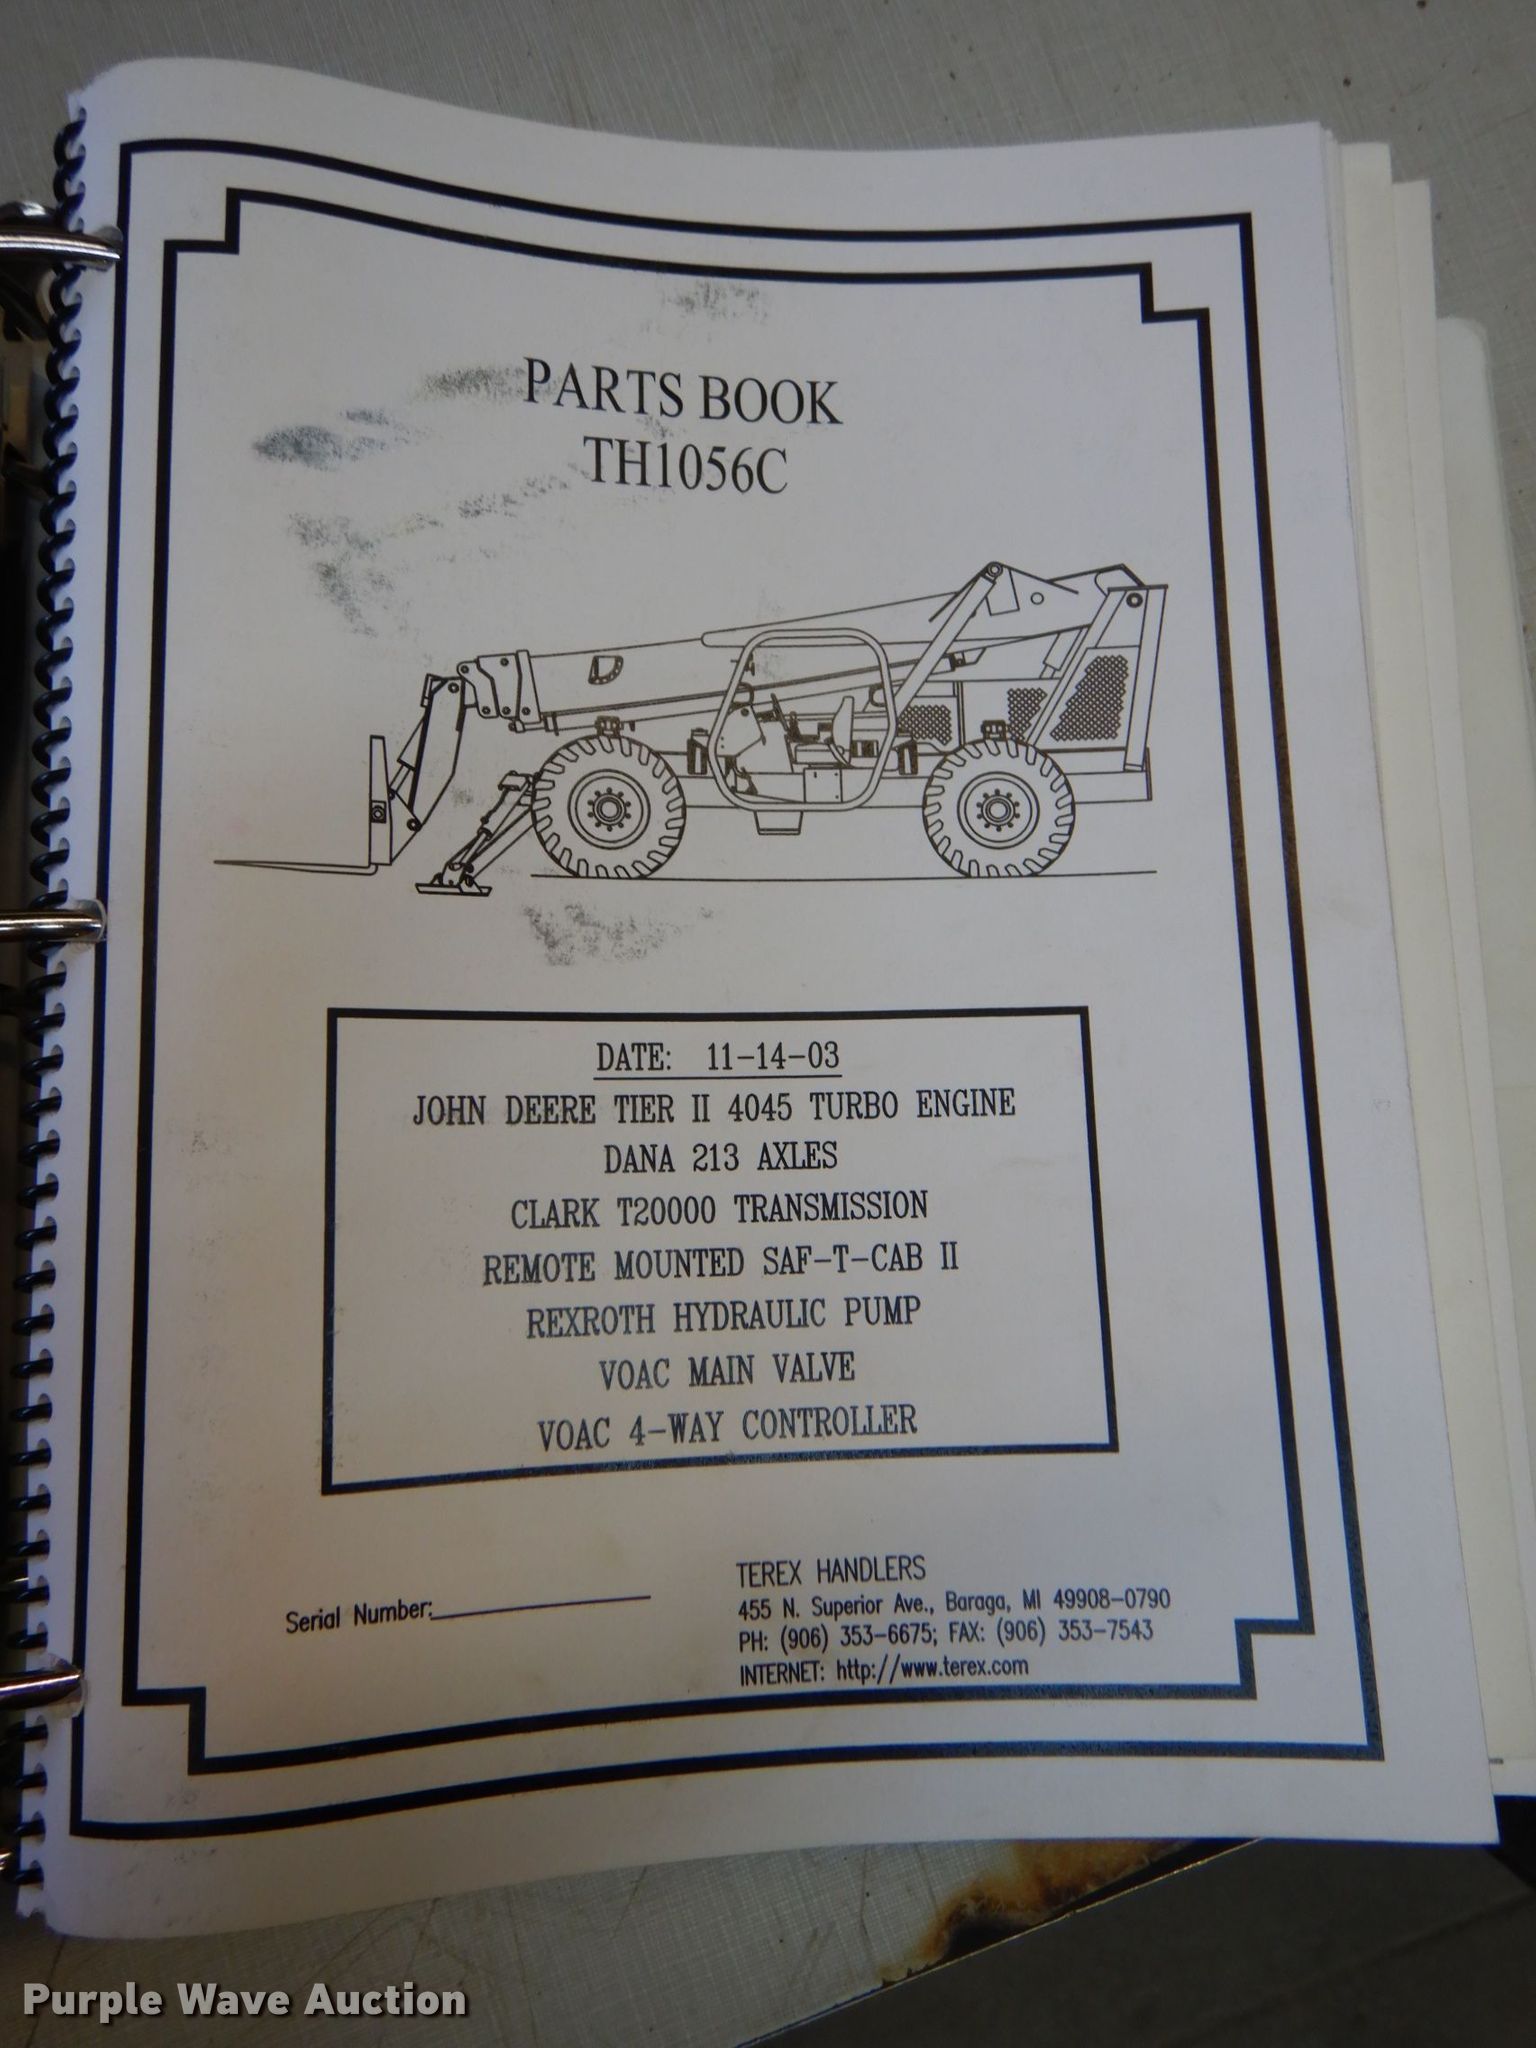 PARTS BOOK
TH1056C
DATE: 11-14-03
JOHN DEERE TIER II 4045 TURBO ENGINE
DANA 213 AXLES
CLARK T20000 TRANSMISSION
REMOTE MOUNTED SAF-T-CAB II
REXROTH HYDRAULIC PUMP
VOAC MAIN VALVE
VOAC 4-WAY CONTROLLER
Serial Number:
TEREX HANDLERS
455 N. Superior Ave., Baraga, MI 49908-0790
PH: (906) 353-6675; FAX: (906) 353-7543
INTERNET: http://www.terex.com
Purple Wave Auction